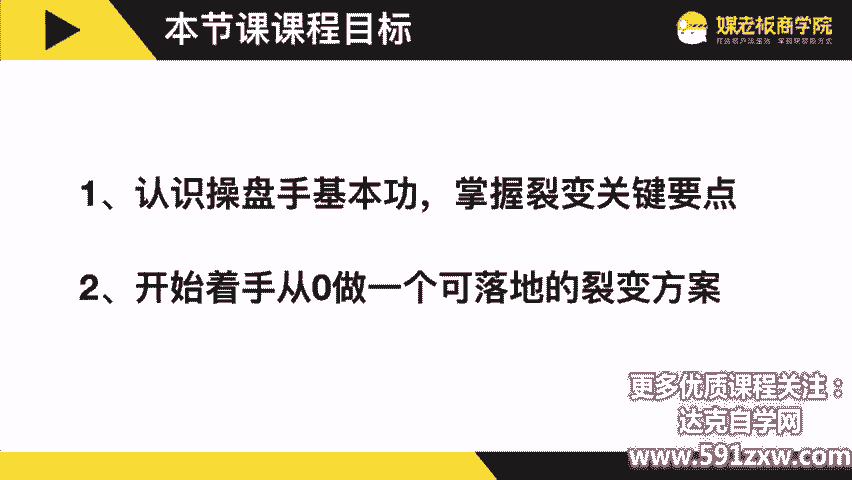 本节课课程目标
媒老板商学院
1、认识操盘手基本功，掌握裂变关键要点
2、开始着手从0做一个可落地的裂变方案
更多优质课程关注：
达克自学网
www.591zxw.com